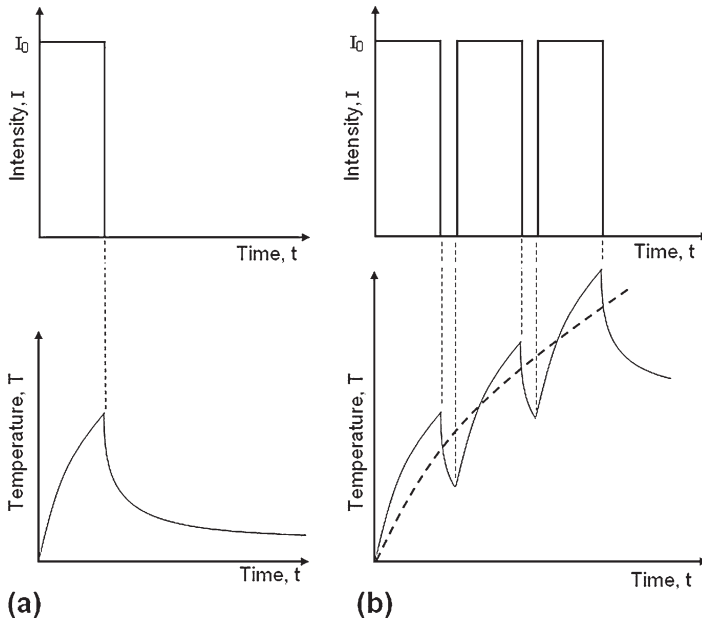 I0
Intensity, I
Time, t
Temperature, T
Time, t
(a)
I0
Intensity, I
Time, t
Temperature, T
Time, t
(b)